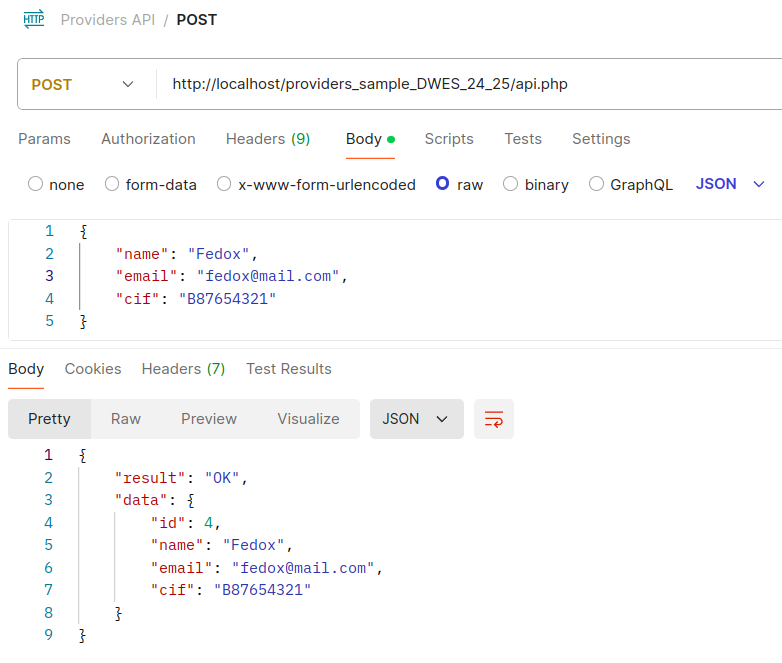 HTTP Providers API / POST
POST http://localhost/providers_sample_DWES_24_25/api.php
Params Authorization Headers (9) Body Scripts Tests Settings
none form-data x-www-form-urlencoded raw binary GraphQL JSON
1 {
2 "name": "Fedox",
3 "email": "fedox@mail.com",
4 "cif": "B87654321"
5 }
Body Cookies Headers (7) Test Results
Pretty Raw Preview Visualize JSON
1 {
2 "result": "OK",
3 "data": {
4 "id": 4,
5 "name": "Fedox",
6 "email": "fedox@mail.com",
7 "cif": "B87654321"
8 }
9 }